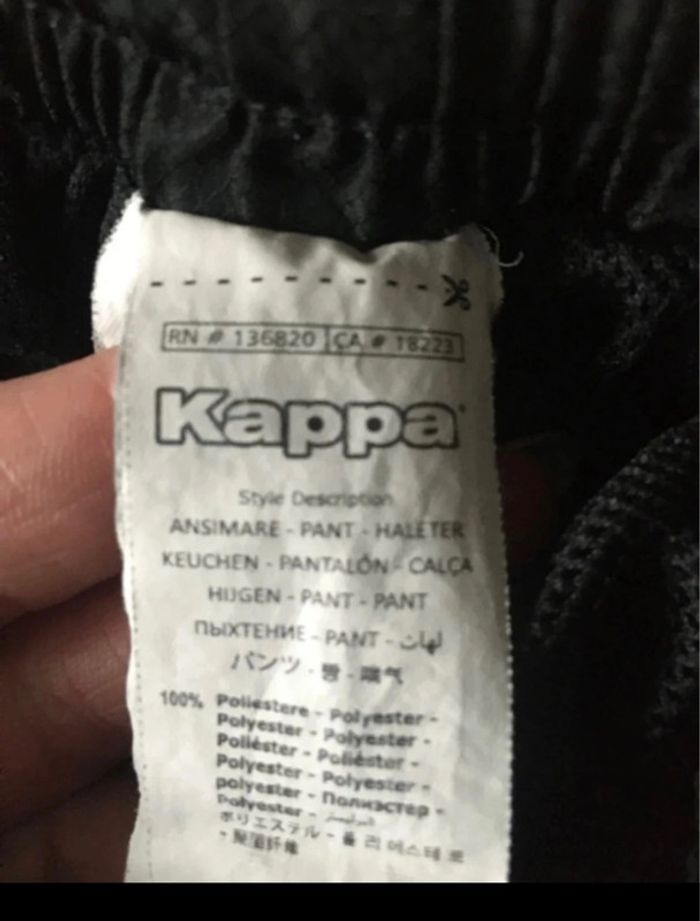 RN # 136820 CA # 18223
Kappa
Style Description
ANSIMARE - PANT - HALETER
KEUCHEN - PANTALÓN - CALÇA
HIJGEN - PANT - PANT
ПЫХТЕНИЕ - PANT - لهاث
パンツ - 헐 - 喘气
100% Poliestere - Polyester -
Polyester - Polyester -
Poliéster - Poliéster -
Polyester - Polyester -
polyester - Полиэстер -
Polyester -
ポリエステル - 폴 리 에스테 르
- 聚酯纤维